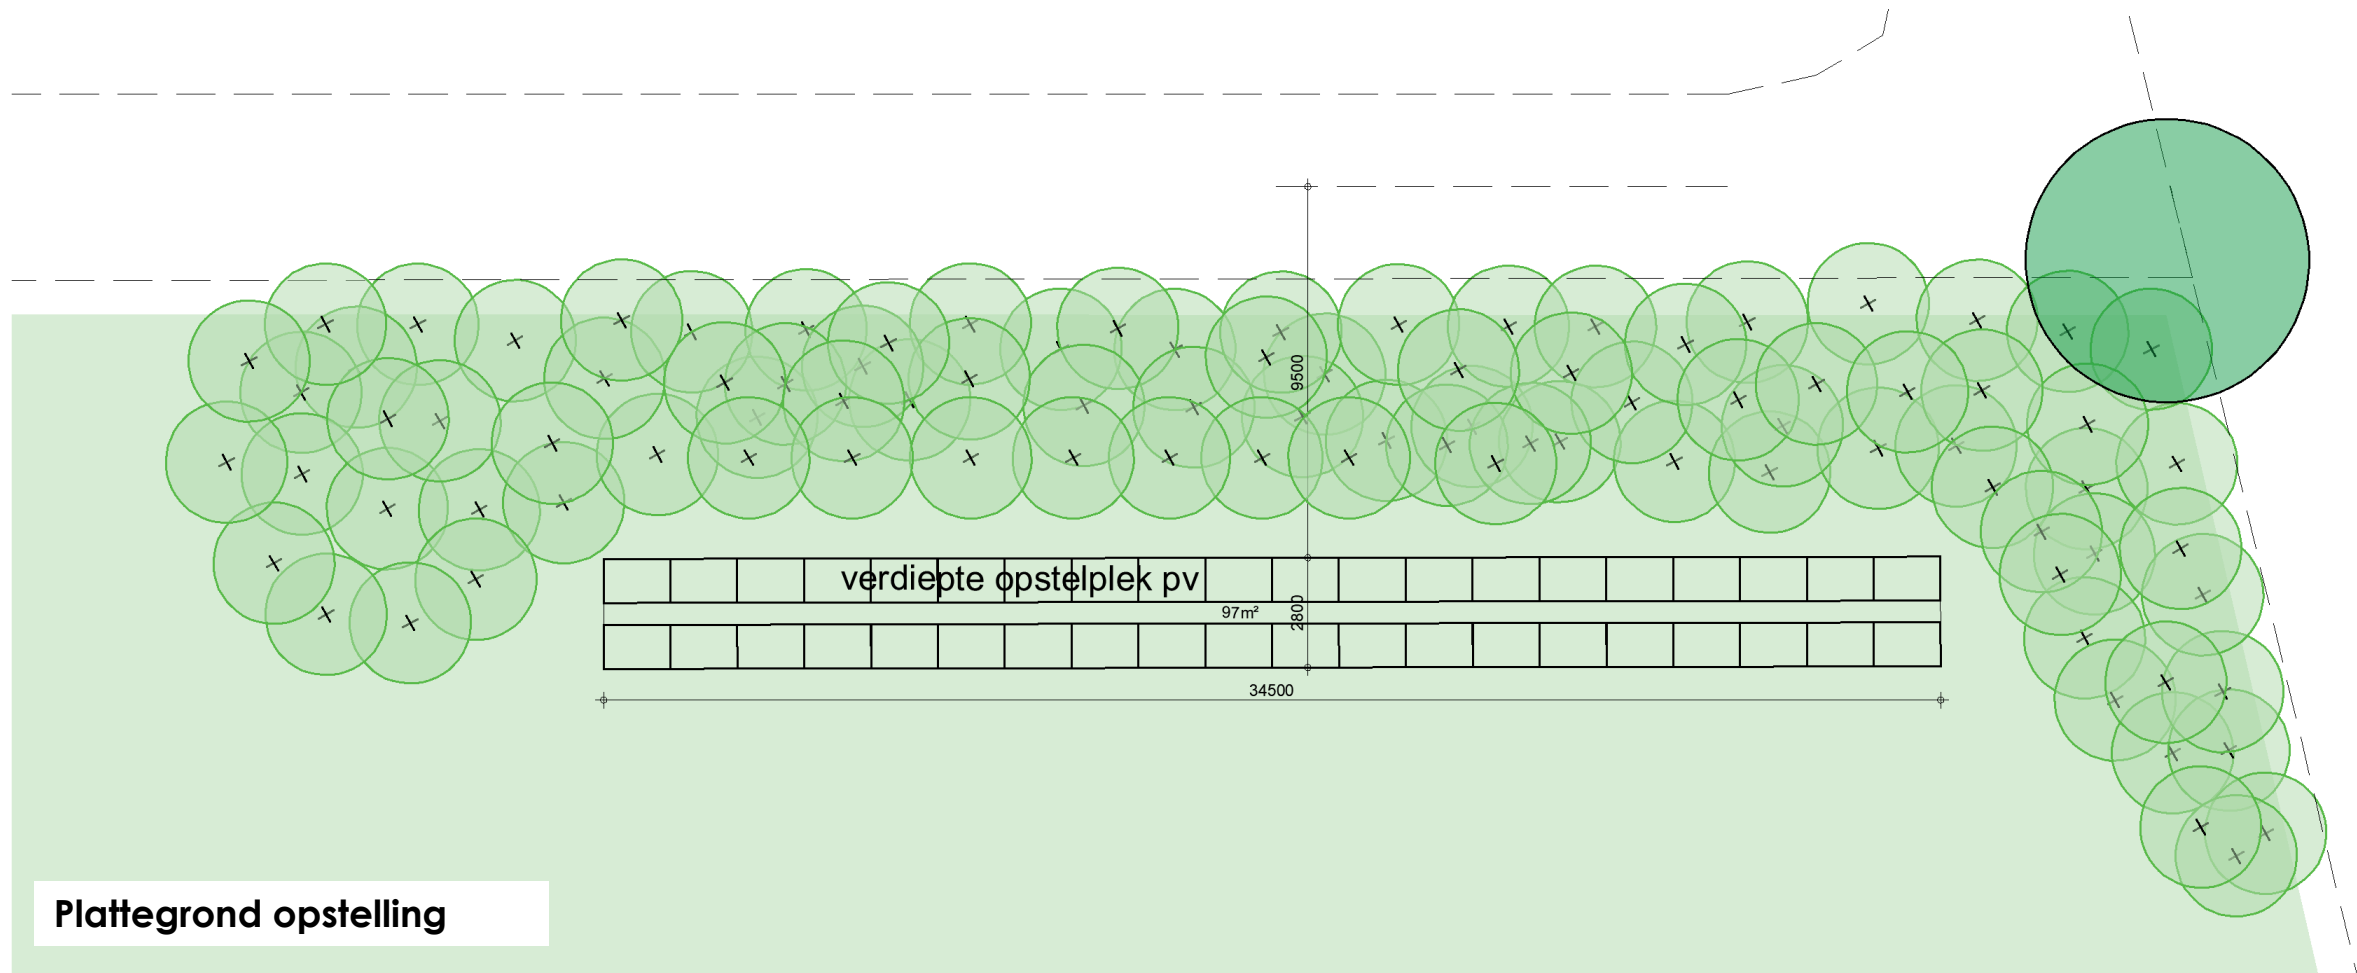 9500
verdiepte opstelplek pv
97m²
2800
34500
Plattegrond opstelling